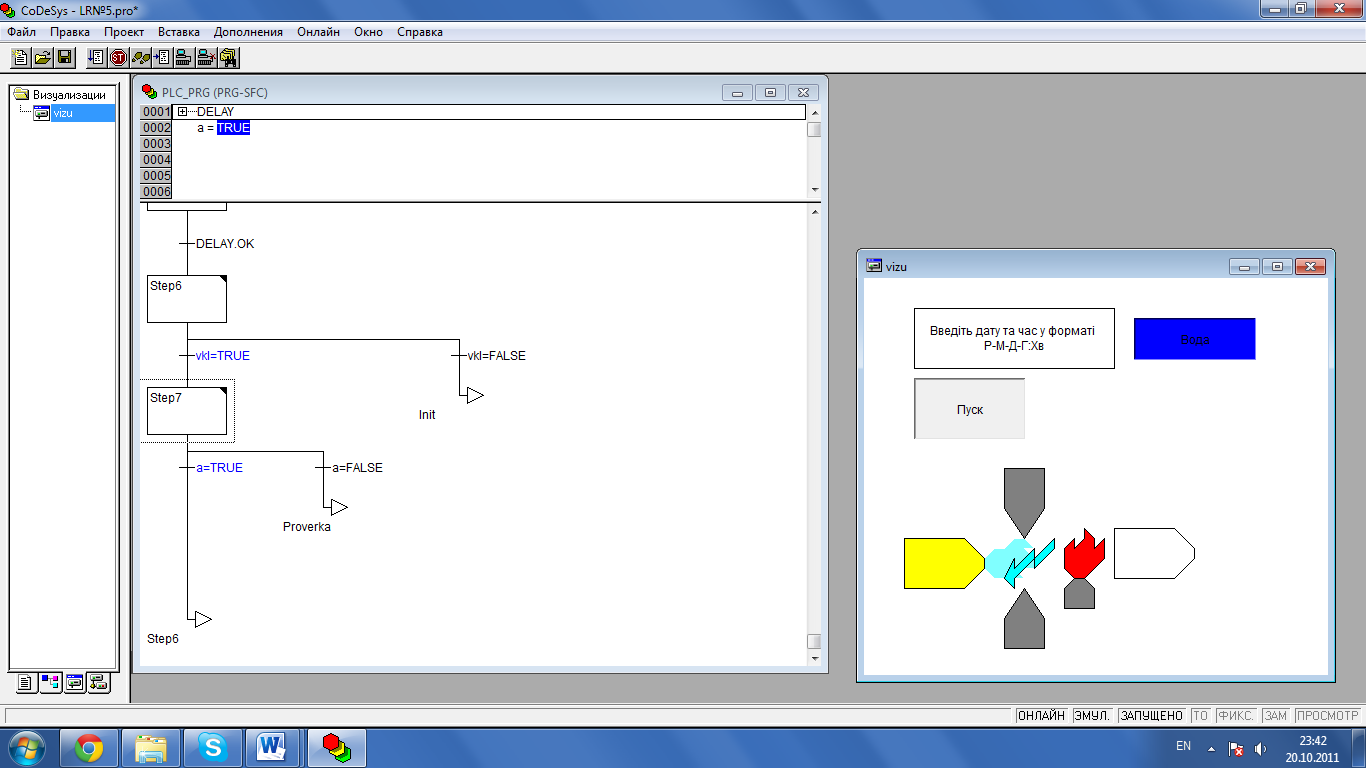 CoDeSys - LR№5.pro*
Файл Правка Проект Вставка Дополнения Онлайн Окно Справка
Визуализации
vizu
PLC_PRG (PRG-SFC)
0001 DELAY
0002 a = TRUE
0003
0004
0005
0006
DELAY.OK
Step6
vkl=TRUE vkl=FALSE
Step7
Init
a=TRUE a=FALSE
Proverka
Step6
vizu
Введіть дату та час у форматі
Р-М-Д-Г:Хв
Вода
Пуск
ОНЛАЙН ЭМУЛ. ЗАПУЩЕНО ТО ФИКС. ЗАМ ПРОСМОТР
EN
23:42
20.10.2011